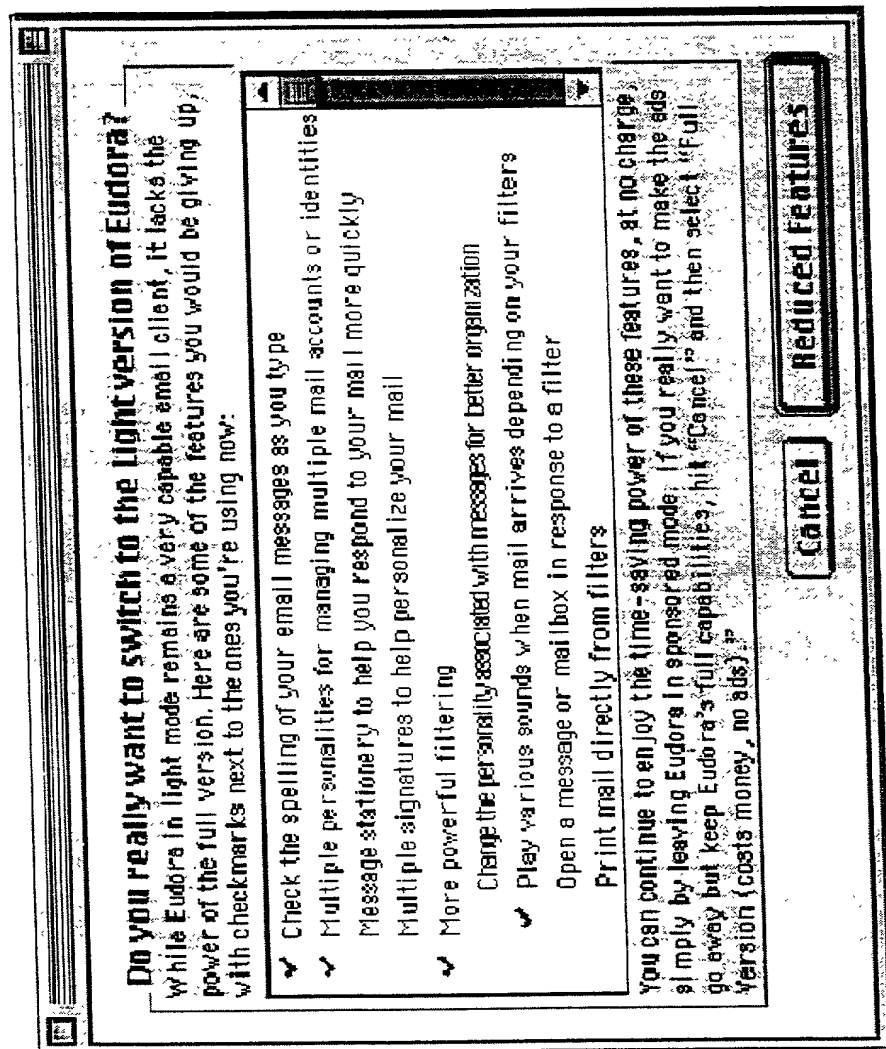 Do you really want to switch to the Light version of Eudora?
While Eudora in light mode remains a very capable email client, it lacks the
power of the full version. Here are some of the features you would be giving up,
with checkmarks next to the ones you're using now:
✓ Check the spelling of your email messages as you type
✓ Multiple personalities for managing multiple mail accounts or identities
Message stationery to help you respond to your mail more quickly
Multiple signatures to help personalize your mail
✓ More powerful filtering
Change the personality associated with messages for better organization
✓ Play various sounds when mail arrives depending on your filters
Open a message or mailbox in response to a filter
Print mail directly from filters
You can continue to enjoy the time-saving power of these features, at no charge,
simply by leaving Eudora in sponsored mode. If you really want to make the ads
go away but keep Eudora's full capabilities, hit “Cancel” and then select “Full
Version (costs money, no ads).”
Cancel
Reduced Features